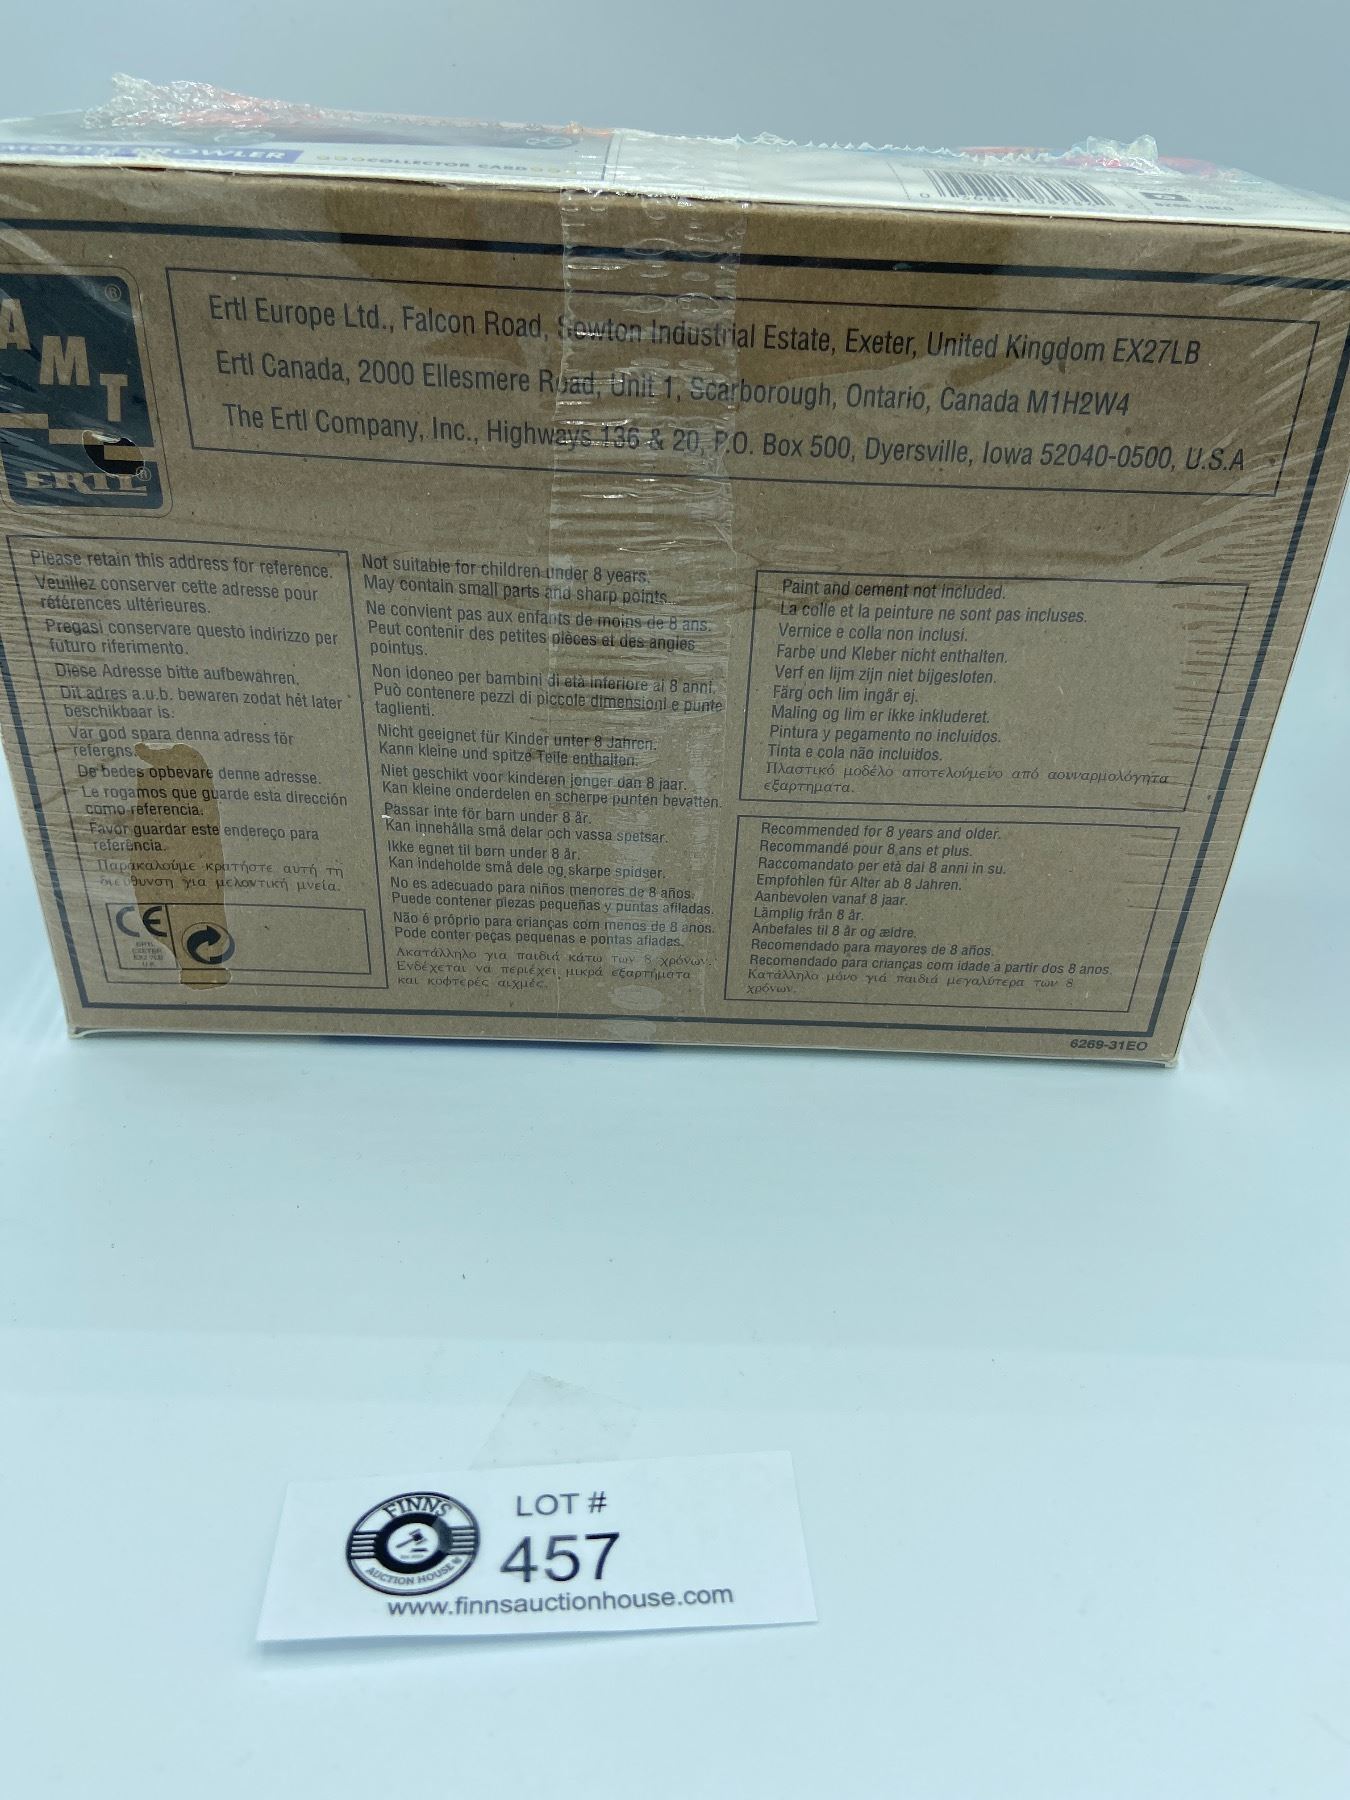 PROWLER
COLLECTOR CARD
AMT
ERTL®
Ertl Europe Ltd., Falcon Road, Sowton Industrial Estate, Exeter, United Kingdom EX27LB
Ertl Canada, 2000 Ellesmere Road, Unit 1, Scarborough, Ontario, Canada M1H2W4
The Ertl Company, Inc., Highways 136 & 20, P.O. Box 500, Dyersville, Iowa 52040-0500, U.S.A
Please retain this address for reference.
Veuillez conserver cette adresse pour
références ultérieures.
Pregasi conservare questo indirizzo per
futuro riferimento.
Diese Adresse bitte aufbewahren,
Dit adres a.u.b. bewaren zodat hét later
beschikbaar is.
Var god spara denna adress för
referens.
De bedes opbevare denne adresse.
Le rogamos que guarde esta dirección
como referencia.
Favor guardar este endereço para
referência.
Παρακαλούμε κρατήστε αυτή τη
διεύθυνση για μελοντική μνεία.
CE
ERTL
EXETER
EX2 7LB
U.K.
Not suitable for children under 8 years.
May contain small parts and sharp points.
Ne convient pas aux enfants de moins de 8 ans.
Peut contenir des petites pièces et des angles
pointus.
Non idoneo per bambini di età inferiore ai 8 anni.
Può contenere pezzi di piccole dimensioni e punte
taglienti.
Nicht geeignet für Kinder unter 8 Jahren.
Kann kleine und spitze Teile enthalten.
Niet geschikt voor kinderen jonger dan 8 jaar.
Kan kleine onderdelen en scherpe punten bevatten.
Passar inte för barn under 8 år.
Kan innehålla små delar och vassa spetsar.
Ikke egnet til børn under 8 år.
Kan indeholde små dele og skarpe spidser.
No es adecuado para niños menores de 8 años.
Puede contener piezas pequeñas y puntas afiladas.
Não é próprio para crianças com menos de 8 anos.
Pode conter peças pequenas e pontas afiadas.
Ακατάλληλο για παιδιά κάτω των 8 χρόνων.
Ενδέχεται νά περιέχει μικρά εξαρτήματα
και κοφτερές αιχμές.
Paint and cement not included.
La colle et la peinture ne sont pas incluses.
Vernice e colla non inclusi.
Farbe und Kleber nicht enthalten.
Verf en lijm zijn niet bijgesloten.
Färg och lim ingår ej.
Maling og lim er ikke inkluderet.
Pintura y pegamento no incluidos.
Tinta e cola não incluidos.
Πλαστικό μοδέλο αποτελούμενο από αουναρμολόγητα
εξαρτηματα.
Recommended for 8 years and older.
Recommandé pour 8 ans et plus.
Raccomandato per età dai 8 anni in su.
Empfohlen für Alter ab 8 Jahren.
Aanbevolen vanaf 8 jaar.
Lämplig från 8 år.
Anbefales til 8 år og ældre.
Recomendado para mayores de 8 años.
Recomendado para crianças com idade a partir dos 8 anos.
Κατάλληλο μόνο γιά παιδιά μεγαλύτερα των 8
χρόνων.
6269-31EO
FINNS
AUCTION HOUSE
LOT #
457
www.finnsauctionhouse.com